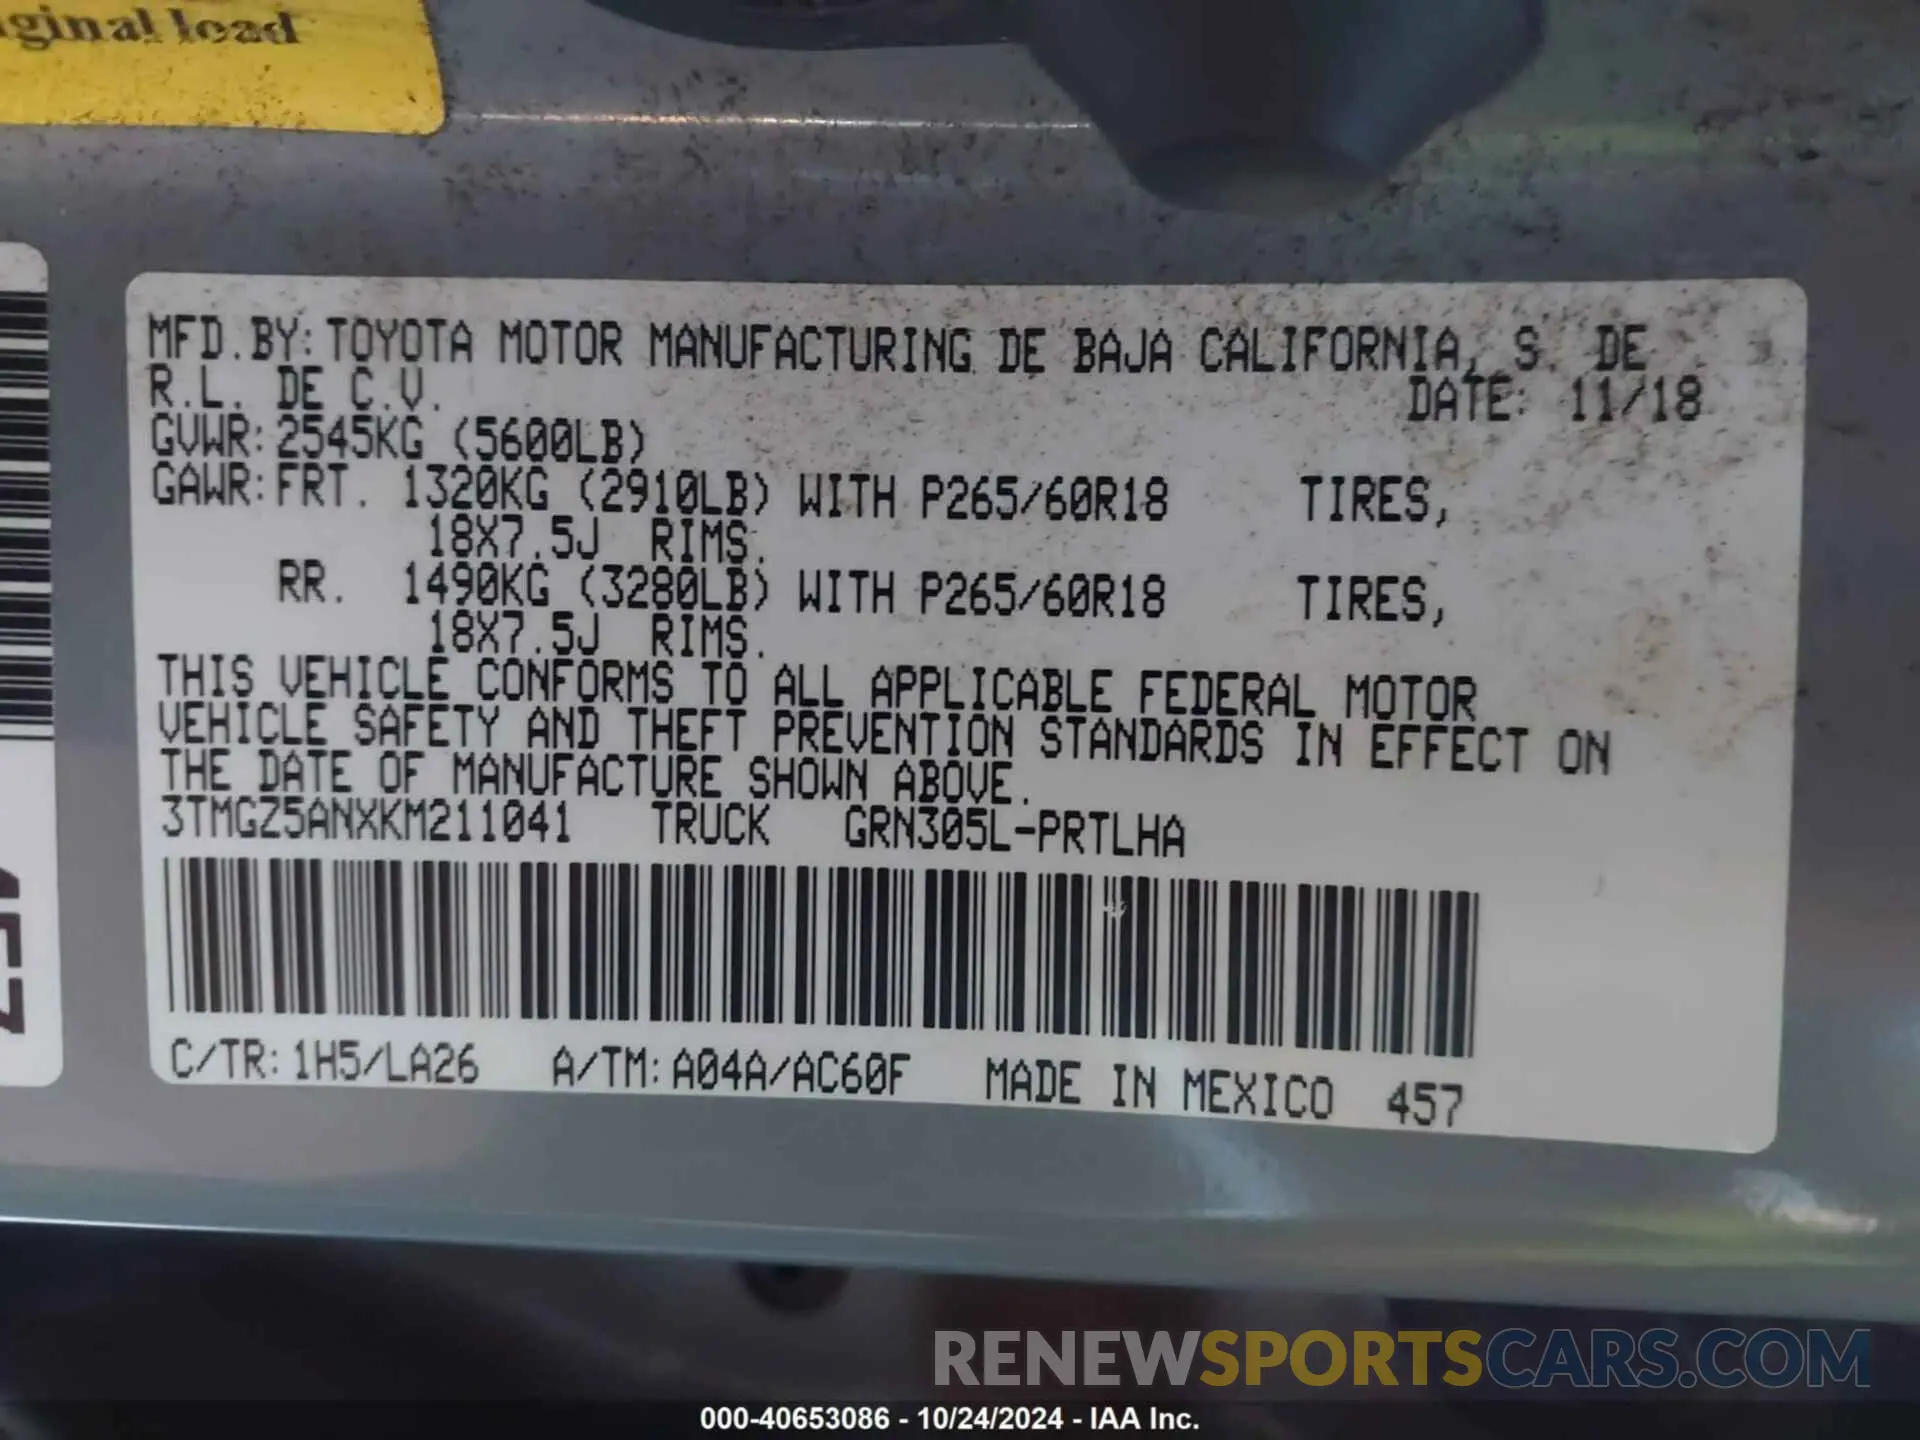 ginal load
MFD.BY: TOYOTA MOTOR MANUFACTURING DE BAJA CALIFORNIA, S. DE
R.L. DE C.V. DATE: 11/18
GVWR: 2545KG (5600LB)
GAWR: FRT. 1320KG (2910LB) WITH P265/60R18 TIRES,
18X7.5J RIMS.
RR. 1490KG (3280LB) WITH P265/60R18 TIRES,
18X7.5J RIMS.
THIS VEHICLE CONFORMS TO ALL APPLICABLE FEDERAL MOTOR
VEHICLE SAFETY AND THEFT PREVENTION STANDARDS IN EFFECT ON
THE DATE OF MANUFACTURE SHOWN ABOVE.
3TMGZ5ANXKM211041 TRUCK GRN305L-PRTLHA
C/TR: 1H5/LA26 A/TM: A04A/AC60F MADE IN MEXICO 457
457
RENEWSPORTSCARS.COM
000-40653086 - 10/24/2024 - IAA Inc.